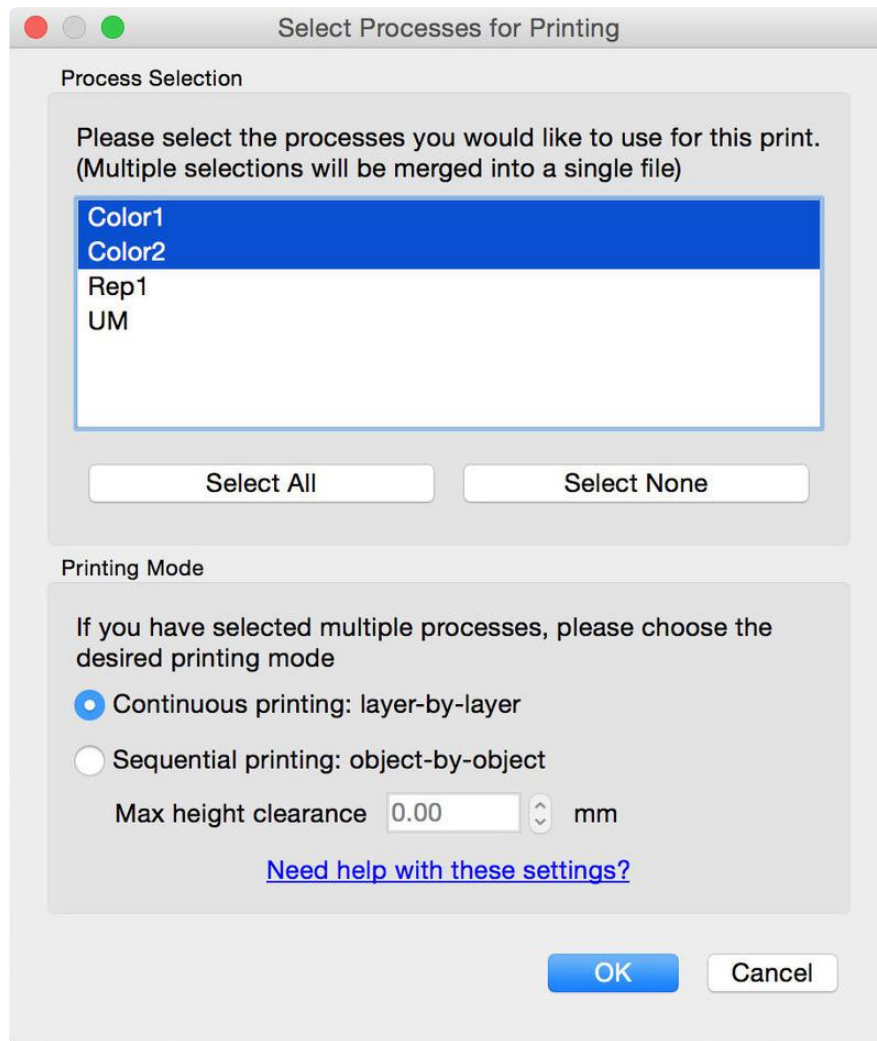 Select Processes for Printing
Process Selection
Please select the processes you would like to use for this print.
(Multiple selections will be merged into a single file)
Color1
Color2
Rep1
UM
Select All
Select None
Printing Mode
If you have selected multiple processes, please choose the
desired printing mode
Continuous printing: layer-by-layer
Sequential printing: object-by-object
Max height clearance 0.00 mm
Need help with these settings?
OK
Cancel